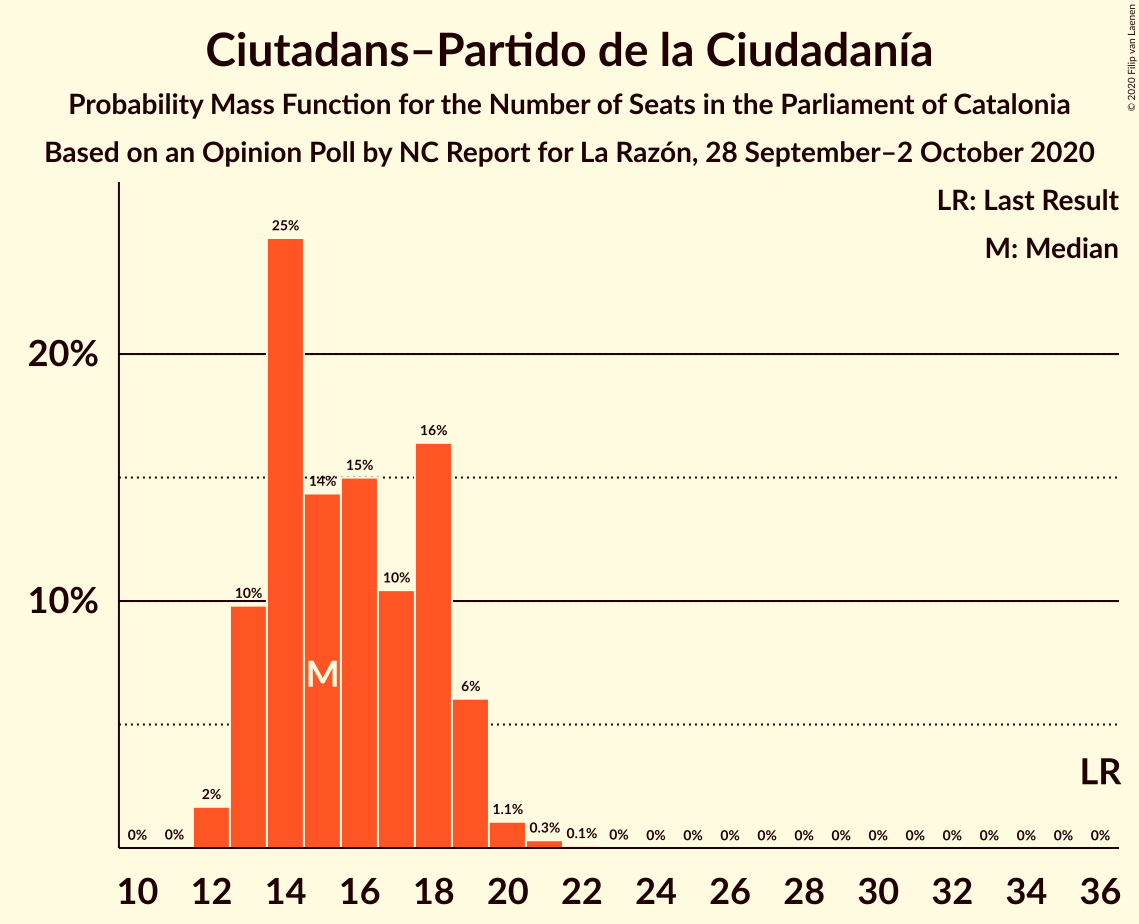 Ciutadans–Partido de la Ciudadanía
Probability Mass Function for the Number of Seats in the Parliament of Catalonia
Based on an Opinion Poll by NC Report for La Razón, 28 September–2 October 2020
© 2020 Filip van Laenen
LR: Last Result
M: Median
20%
10%
0% 0% 2% 10% 25% 14% 15% 10% 16% 6% 1.1% 0.3% 0.1% 0% 0% 0% 0% 0% 0% 0% 0% 0% 0% 0% 0% 0% 0%
M
LR
10 12 14 16 18 20 22 24 26 28 30 32 34 36